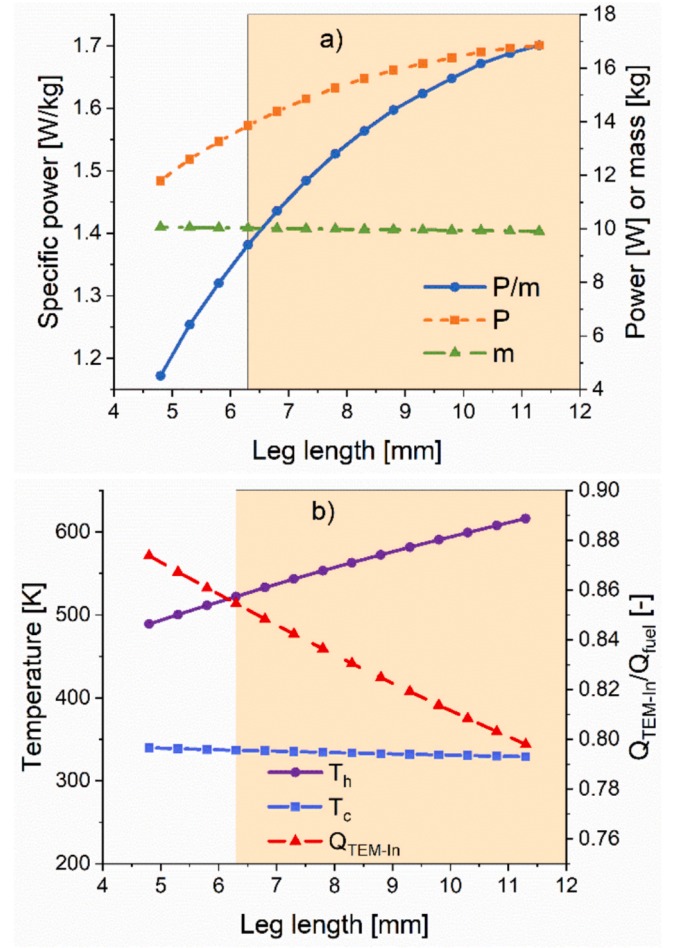 a)
1.7
1.6
1.5
1.4
1.3
1.2
Specific power [W/kg]
18
16
14
12
10
8
6
4
Power [W] or mass [kg]
P/m
P
m
4 5 6 7 8 9 10 11 12
Leg length [mm]
b)
600
500
400
300
200
Temperature [K]
0.90
0.88
0.86
0.84
0.82
0.80
0.78
0.76
Q_TEM-In/Q_fuel [-]
T_h
T_c
Q_TEM-In
4 5 6 7 8 9 10 11 12
Leg length [mm]